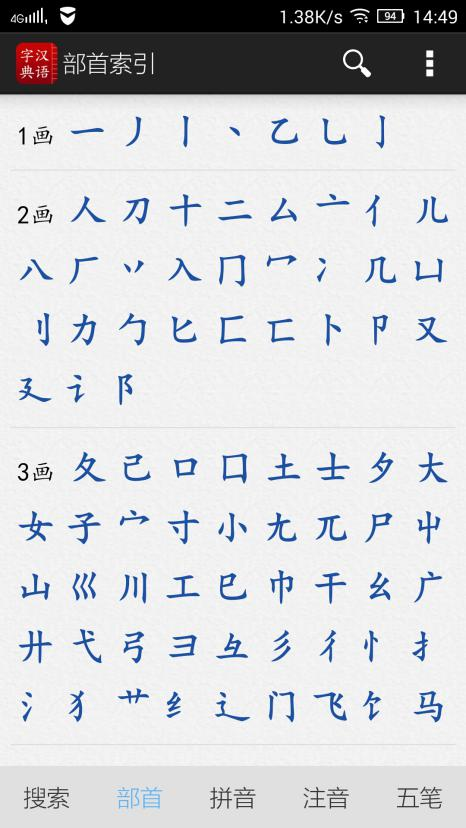 4G 1.38K/s 94 14:49
字汉典语 部首索引
1画 一 丿 丨 丶 乙 乚 亅
2画 人 刀 十 二 厶 亠 亻 儿
八 厂 丷 入 冂 冖 冫 几 凵
刂 力 勹 匕 匚 匸 卜 卩 又
廴 讠 阝
3画 夂 己 口 囗 土 士 夕 大
女 子 宀 寸 小 尢 兀 尸 屮
山 巛 川 工 巳 巾 干 幺 广
廾 弋 弓 彐 彑 彡 彳 忄 扌
氵 犭 艹 纟 辶 门 飞 饣 马
搜索 部首 拼音 注音 五笔